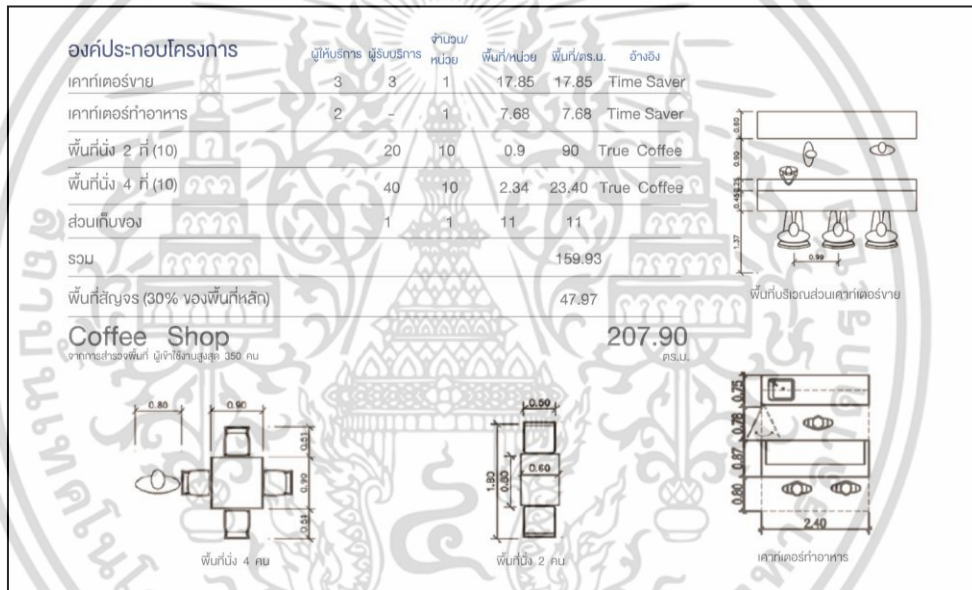 องค์ประกอบโครงการ ผู้ให้บริการ ผู้รับบริการ จำนวน/หน่วย พื้นที่/หน่วย พื้นที่/ตร.ม. อ้างอิง
เคาท์เตอร์ขาย 3 3 1 17.85 17.85 Time Saver
เคาท์เตอร์ทำอาหาร 2 - 1 7.68 7.68 Time Saver
พื้นที่นั่ง 2 ที่ (10) 20 10 0.9 90 True Coffee
พื้นที่นั่ง 4 ที่ (10) 40 10 2.34 23.40 True Coffee
ส่วนเก็บของ 1 1 11 11
รวม 159.93
พื้นที่สัญจร (30% ของพื้นที่หลัก) 47.97
Coffee Shop 207.90
จากการสำรวจพื้นที่ ผู้เข้าใช้งานสูงสุด 350 คน ตร.ม.
0.60
0.90
0.45
1.37
0.99
พื้นที่บริเวณส่วนเคาท์เตอร์ขาย
0.80 0.90
0.51
0.90
0.51
พื้นที่นั่ง 4 คน
0.50
1.80
0.80
0.60
พื้นที่นั่ง 2 คน
0.75
0.78
0.87
0.80
2.40
เคาท์เตอร์ทำอาหาร